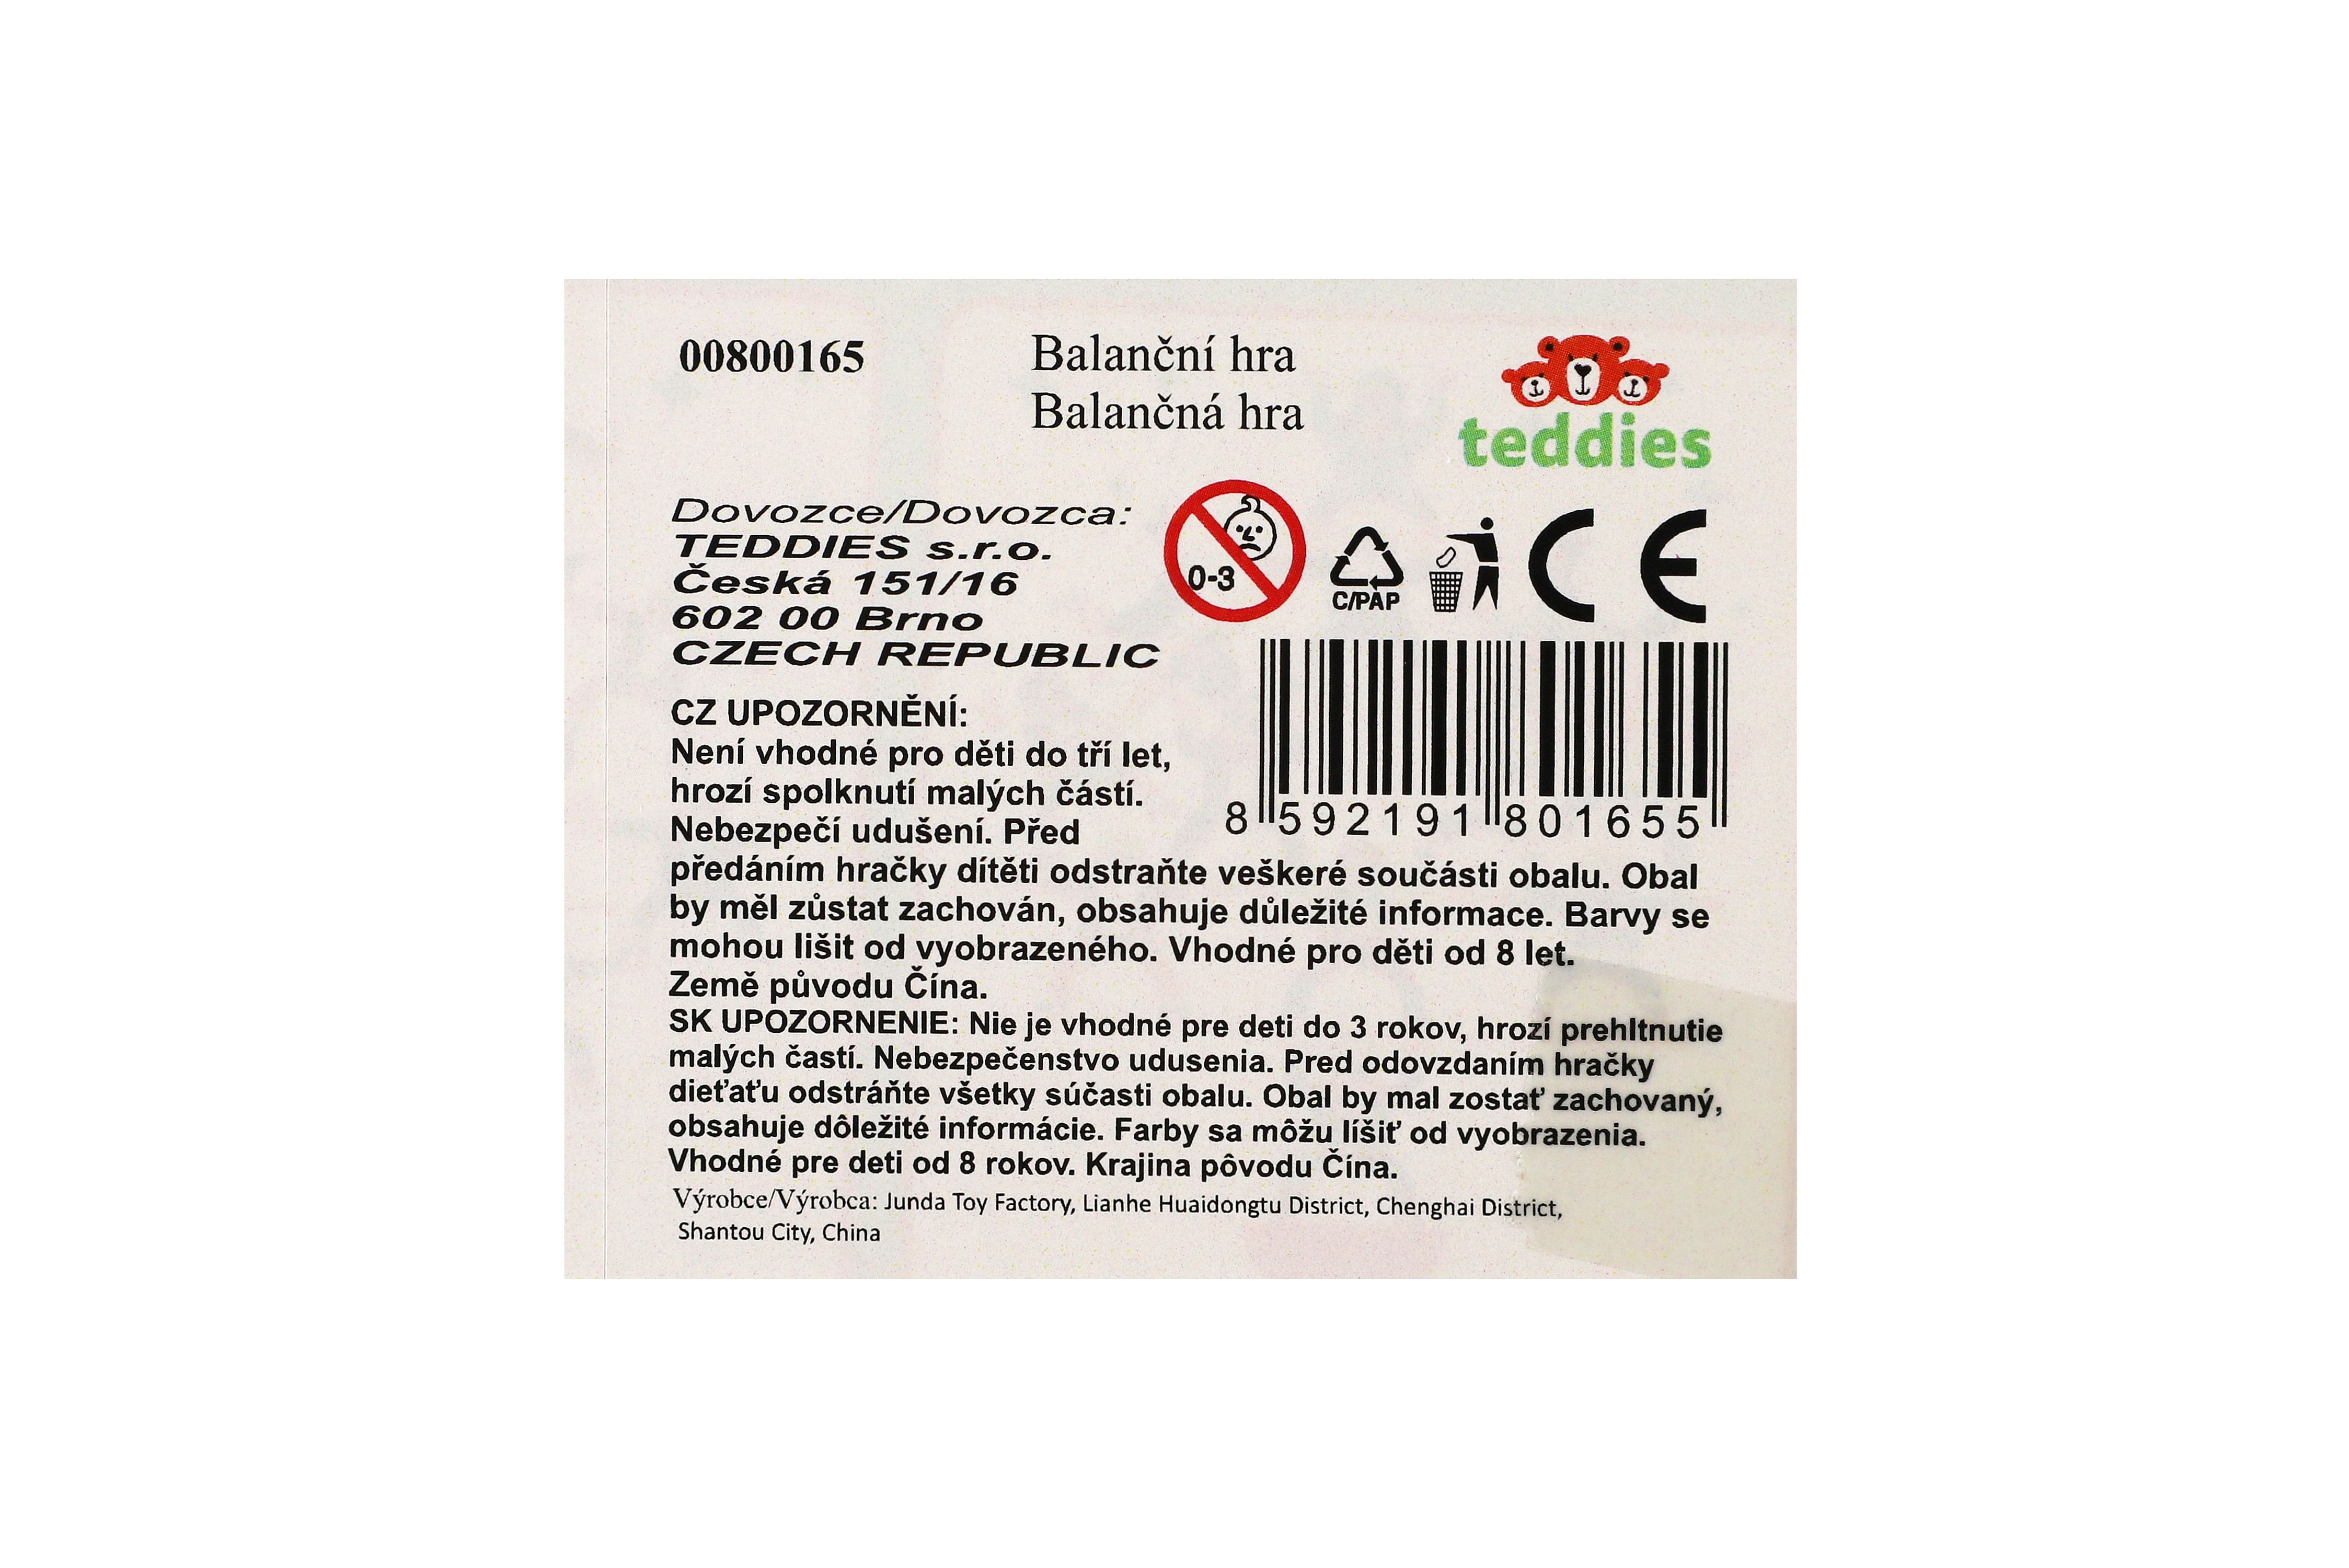 00800165
Balanční hra
Balančná hra
teddies
Dovozce/Dovozca:
TEDDIES s.r.o.
Česká 151/16
602 00 Brno
CZECH REPUBLIC
0-3
C/PAP
CE
8 592191 801655
CZ UPOZORNĚNÍ:
Není vhodné pro děti do tří let,
hrozí spolknutí malých částí.
Nebezpečí udušení. Před
předáním hračky dítěti odstraňte veškeré součásti obalu. Obal
by měl zůstat zachován, obsahuje důležité informace. Barvy se
mohou lišit od vyobrazeného. Vhodné pro děti od 8 let.
Země původu Čína.
SK UPOZORNENIE: Nie je vhodné pre deti do 3 rokov, hrozí prehltnutie
malých častí. Nebezpečenstvo udusenia. Pred odovzdaním hračky
dieťaťu odstráňte všetky súčasti obalu. Obal by mal zostať zachovaný,
obsahuje dôležité informácie. Farby sa môžu líšiť od vyobrazenia.
Vhodné pre deti od 8 rokov. Krajina pôvodu Čína.
Výrobce/Výrobca: Junda Toy Factory, Lianhe Huaidongtu District, Chenghai District,
Shantou City, China